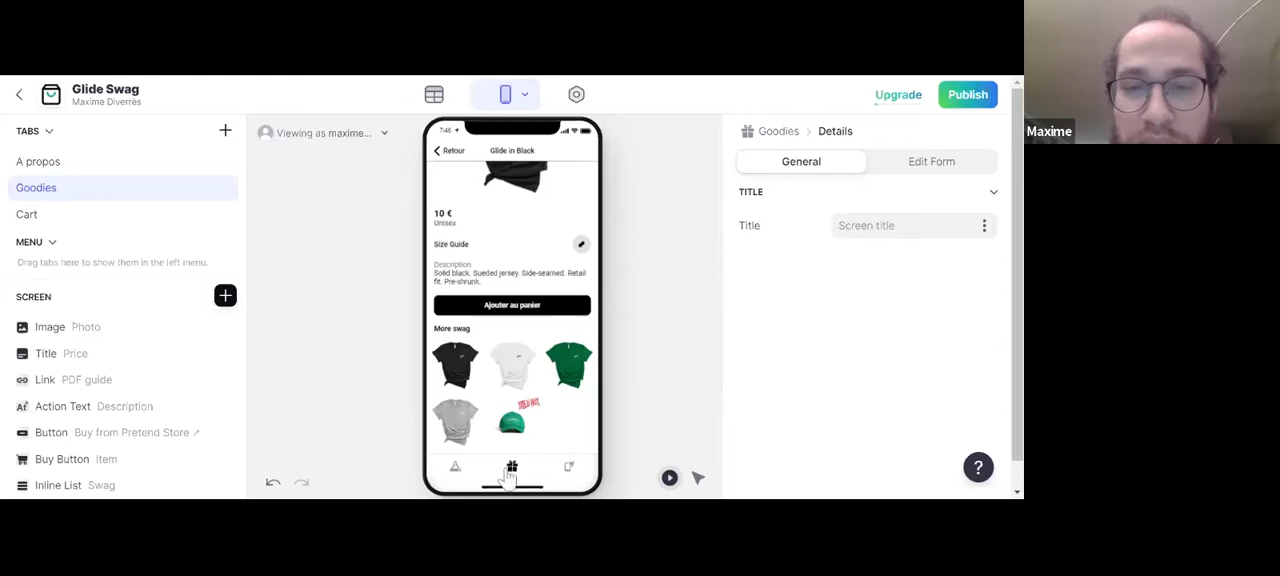 Glide Swag
Maxime Diverrès
Upgrade
Publish
TABS
A propos
Goodies
Cart
MENU
Drag tabs here to show them in the left menu.
SCREEN
Image Photo
Title Price
Link PDF guide
Action Text Description
Button Buy from Pretend Store
Buy Button Item
Inline List Swag
Viewing as maxime...
7:46
Retour
Glide in Black
10 €
Unisex
Size Guide
Description
Solid black. Sueded jersey. Side-seamed. Retail
fit. Pre-shrunk.
Ajouter au panier
More swag
SOLD OUT
Goodies > Details
General
Edit Form
TITLE
Title
Screen title
?
Maxime